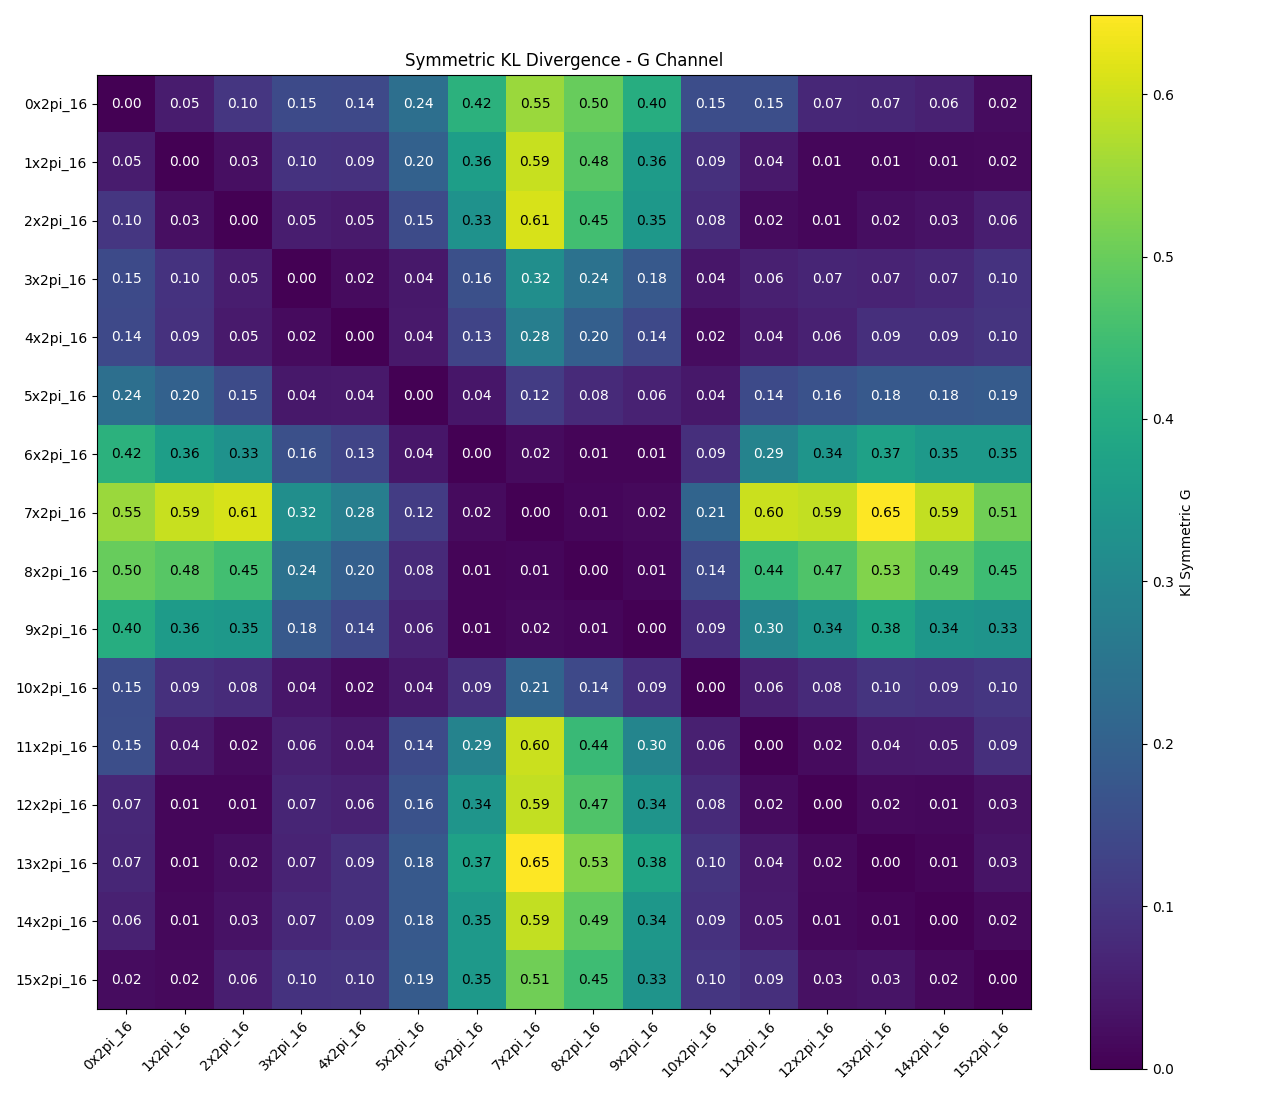 Symmetric KL Divergence - G Channel
0x2pi_16 0.00 0.05 0.10 0.15 0.14 0.24 0.42 0.55 0.50 0.40 0.15 0.15 0.07 0.07 0.06 0.02
1x2pi_16 0.05 0.00 0.03 0.10 0.09 0.20 0.36 0.59 0.48 0.36 0.09 0.04 0.01 0.01 0.01 0.02
2x2pi_16 0.10 0.03 0.00 0.05 0.05 0.15 0.33 0.61 0.45 0.35 0.08 0.02 0.01 0.02 0.03 0.06
3x2pi_16 0.15 0.10 0.05 0.00 0.02 0.04 0.16 0.32 0.24 0.18 0.04 0.06 0.07 0.07 0.07 0.10
4x2pi_16 0.14 0.09 0.05 0.02 0.00 0.04 0.13 0.28 0.20 0.14 0.02 0.04 0.06 0.09 0.09 0.10
5x2pi_16 0.24 0.20 0.15 0.04 0.04 0.00 0.04 0.12 0.08 0.06 0.04 0.14 0.16 0.18 0.18 0.19
6x2pi_16 0.42 0.36 0.33 0.16 0.13 0.04 0.00 0.02 0.01 0.01 0.09 0.29 0.34 0.37 0.35 0.35
7x2pi_16 0.55 0.59 0.61 0.32 0.28 0.12 0.02 0.00 0.01 0.02 0.21 0.60 0.59 0.65 0.59 0.51
8x2pi_16 0.50 0.48 0.45 0.24 0.20 0.08 0.01 0.01 0.00 0.01 0.14 0.44 0.47 0.53 0.49 0.45
9x2pi_16 0.40 0.36 0.35 0.18 0.14 0.06 0.01 0.02 0.01 0.00 0.09 0.30 0.34 0.38 0.34 0.33
10x2pi_16 0.15 0.09 0.08 0.04 0.02 0.04 0.09 0.21 0.14 0.09 0.00 0.06 0.08 0.10 0.09 0.10
11x2pi_16 0.15 0.04 0.02 0.06 0.04 0.14 0.29 0.60 0.44 0.30 0.06 0.00 0.02 0.04 0.05 0.09
12x2pi_16 0.07 0.01 0.01 0.07 0.06 0.16 0.34 0.59 0.47 0.34 0.08 0.02 0.00 0.02 0.01 0.03
13x2pi_16 0.07 0.01 0.02 0.07 0.09 0.18 0.37 0.65 0.53 0.38 0.10 0.04 0.02 0.00 0.01 0.03
14x2pi_16 0.06 0.01 0.03 0.07 0.09 0.18 0.35 0.59 0.49 0.34 0.09 0.05 0.01 0.01 0.00 0.02
15x2pi_16 0.02 0.02 0.06 0.10 0.10 0.19 0.35 0.51 0.45 0.33 0.10 0.09 0.03 0.03 0.02 0.00
0x2pi_16 1x2pi_16 2x2pi_16 3x2pi_16 4x2pi_16 5x2pi_16 6x2pi_16 7x2pi_16 8x2pi_16 9x2pi_16 10x2pi_16 11x2pi_16 12x2pi_16 13x2pi_16 14x2pi_16 15x2pi_16
0.6
0.5
0.4
0.3
0.2
0.1
0.0
Kl Symmetric G